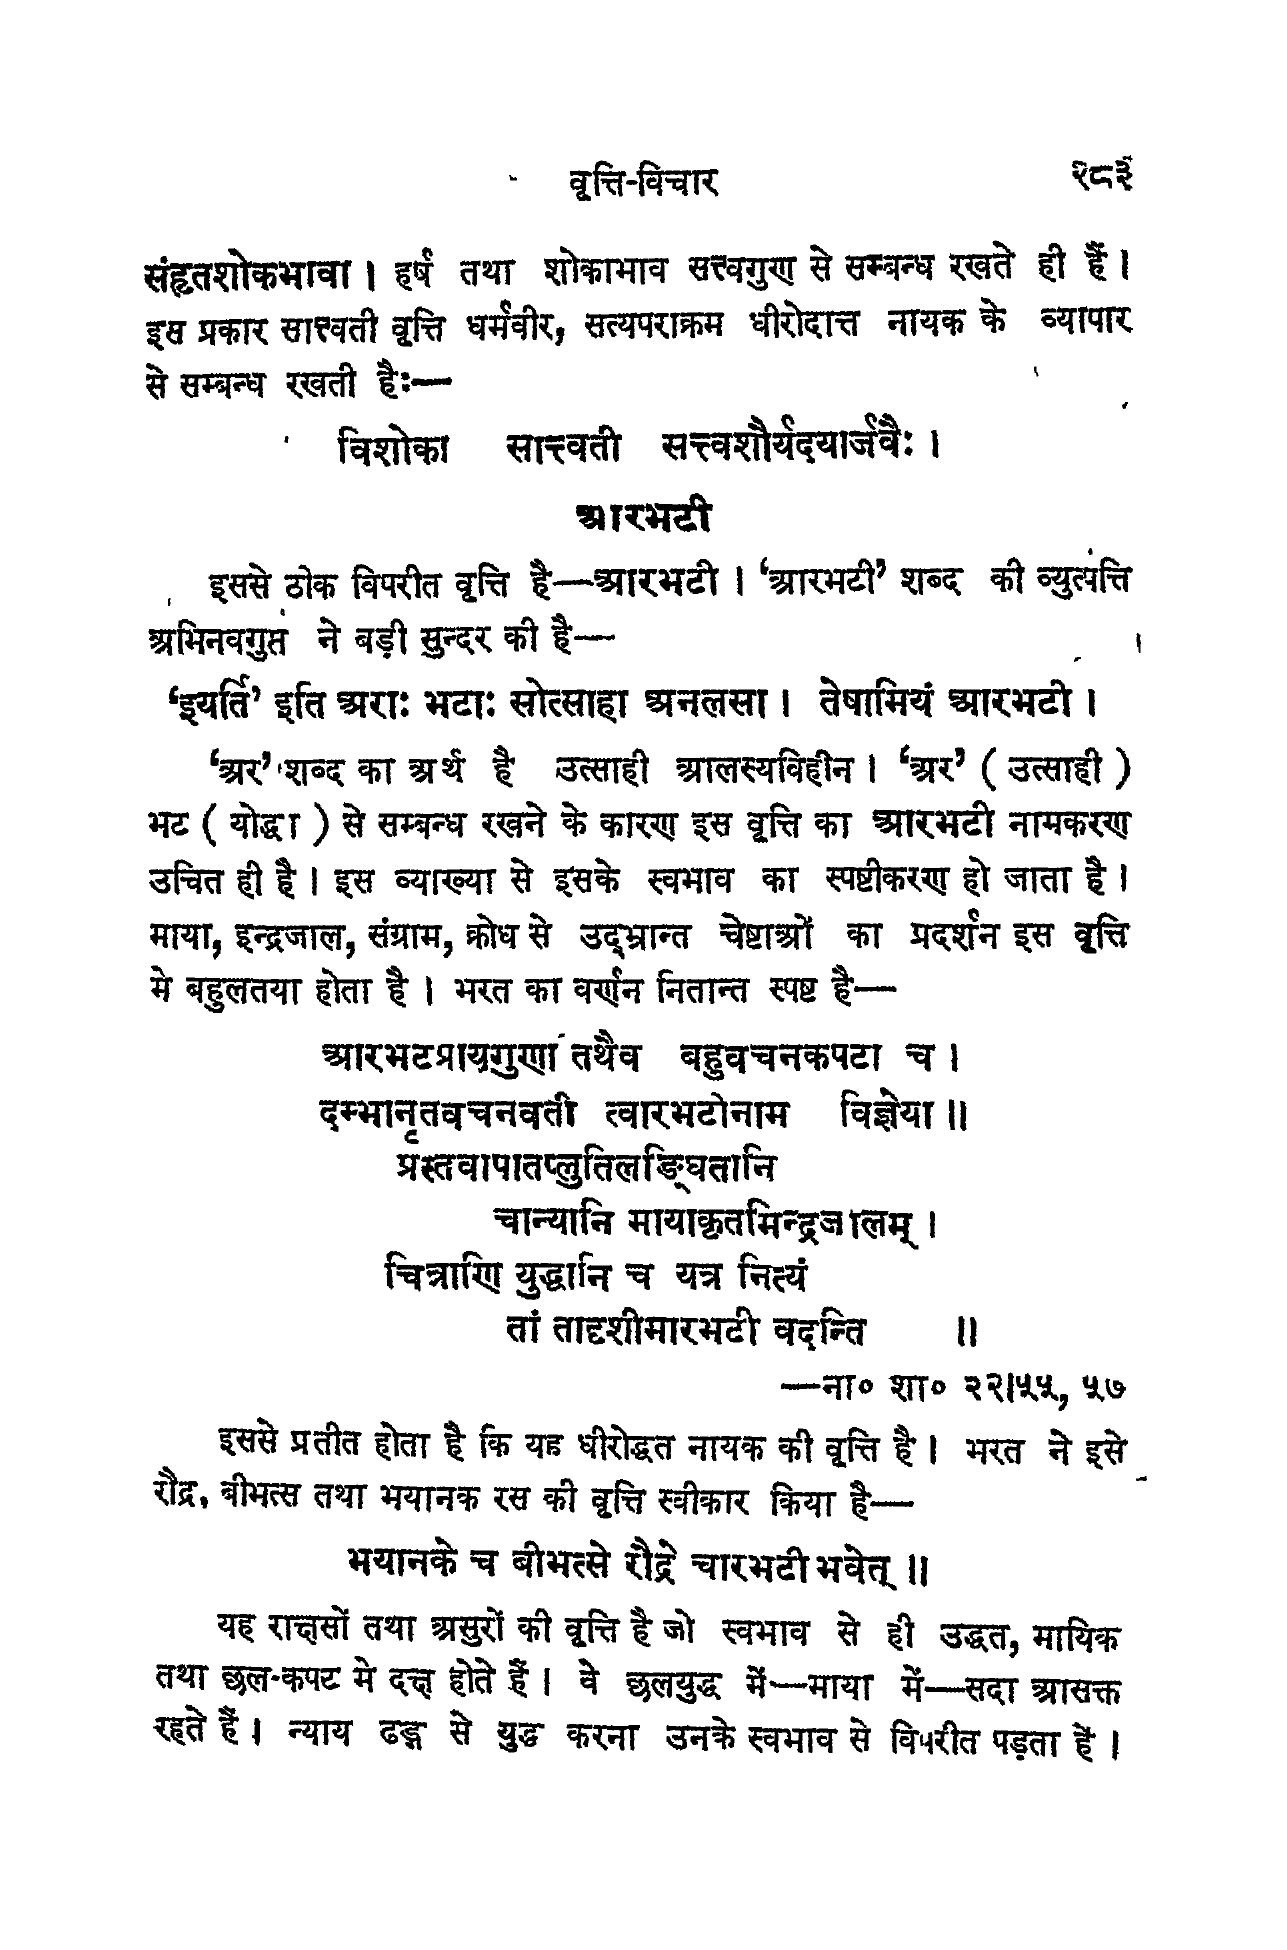 वृत्ति-विचार १८३
संहृतशोकभावा। हर्ष तथा शोकाभाव सत्त्वगुण से सम्बन्ध रखते ही हैं।
इस प्रकार सात्त्वती वृत्ति धर्मवीर, सत्यपराक्रम धीरोदात्त नायक के व्यापार
से सम्बन्ध रखती है:—
विशोका सात्त्वती सत्त्वशौर्यदयार्जवैः।
आरभटी
इससे ठोक विपरीत वृत्ति है—आरभटी। ‘आरभटी’ शब्द की व्युत्पत्ति
अभिनवगुप्त ने बड़ी सुन्दर की है—
‘इयर्ति’ इति अराः भटाः सोत्साहा अनलसा। तेषामियं आरभटी।
‘अर’ शब्द का अर्थ है उत्साही आलस्यविहीन। ‘अर’ ( उत्साही )
भट ( योद्धा ) से सम्बन्ध रखने के कारण इस वृत्ति का आरभटी नामकरण
उचित ही है। इस व्याख्या से इसके स्वभाव का स्पष्टीकरण हो जाता है।
माया, इन्द्रजाल, संग्राम, क्रोध से उद्भ्रान्त चेष्टाओं का प्रदर्शन इस वृत्ति
मे बहुलतया होता है। भरत का वर्णन नितान्त स्पष्ट है—
आरभटप्रायगुणा तथैव बहुवचनकपटा च।
दम्भानृतवचनवती त्वारभटोनाम विज्ञेया॥
प्रस्तवापातप्लुतिलङ्घितानि
चान्यानि मायाकृतमिन्द्रजालम्।
चित्राणि युद्धानि च यत्र नित्यं
तां तादृशीमारभटी वदन्ति ॥
—ना० शा० २२।५५, ५७
इससे प्रतीत होता है कि यह धीरोद्धत नायक की वृत्ति है। भरत ने इसे
रौद्र, बीभत्स तथा भयानक रस की वृत्ति स्वीकार किया है—
भयानके च बीभत्से रौद्रे चारभटी भवेत्॥
यह राक्षसों तथा असुरों की वृत्ति है जो स्वभाव से ही उद्धत, मायिक
तथा छल-कपट मे दक्ष होते हैं। वे छलयुद्ध में—माया में—सदा आसक्त
रहते हैं। न्याय ढङ्ग से युद्ध करना उनके स्वभाव से विपरीत पड़ता हैं।